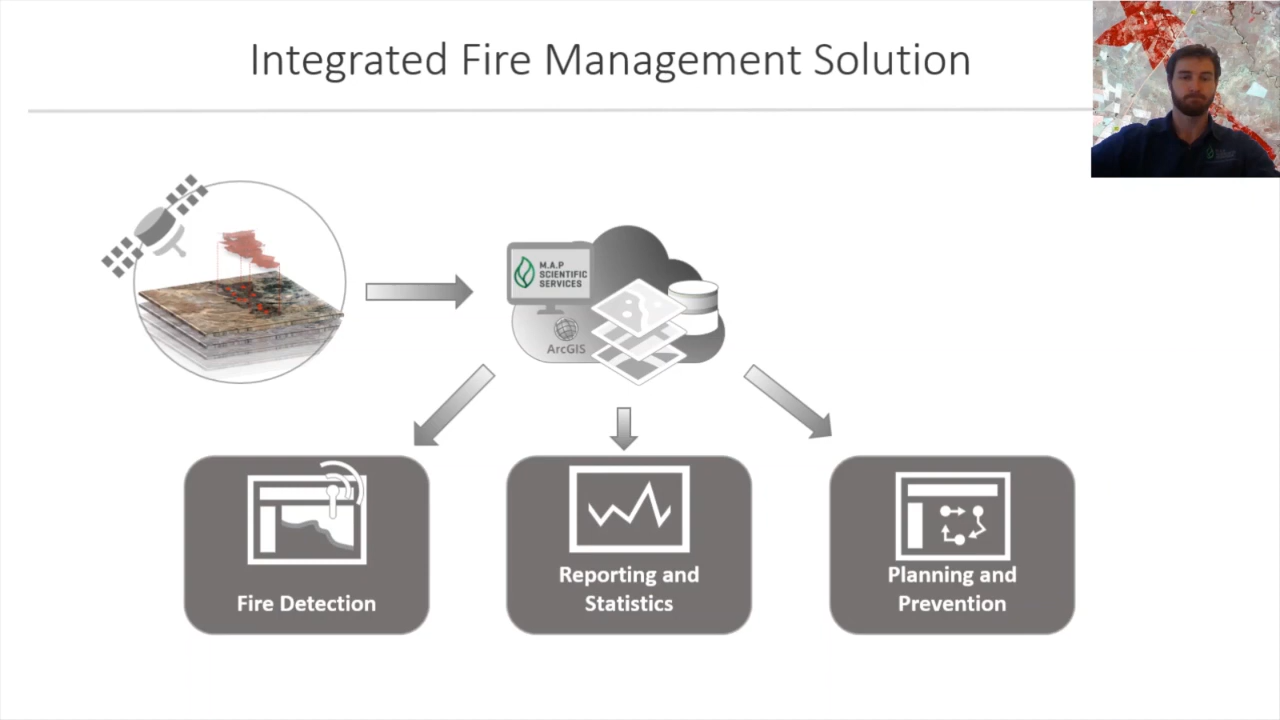 Integrated Fire Management Solution
M.A.P
SCIENTIFIC
SERVICES
ArcGIS
Fire Detection
Reporting and
Statistics
Planning and
Prevention